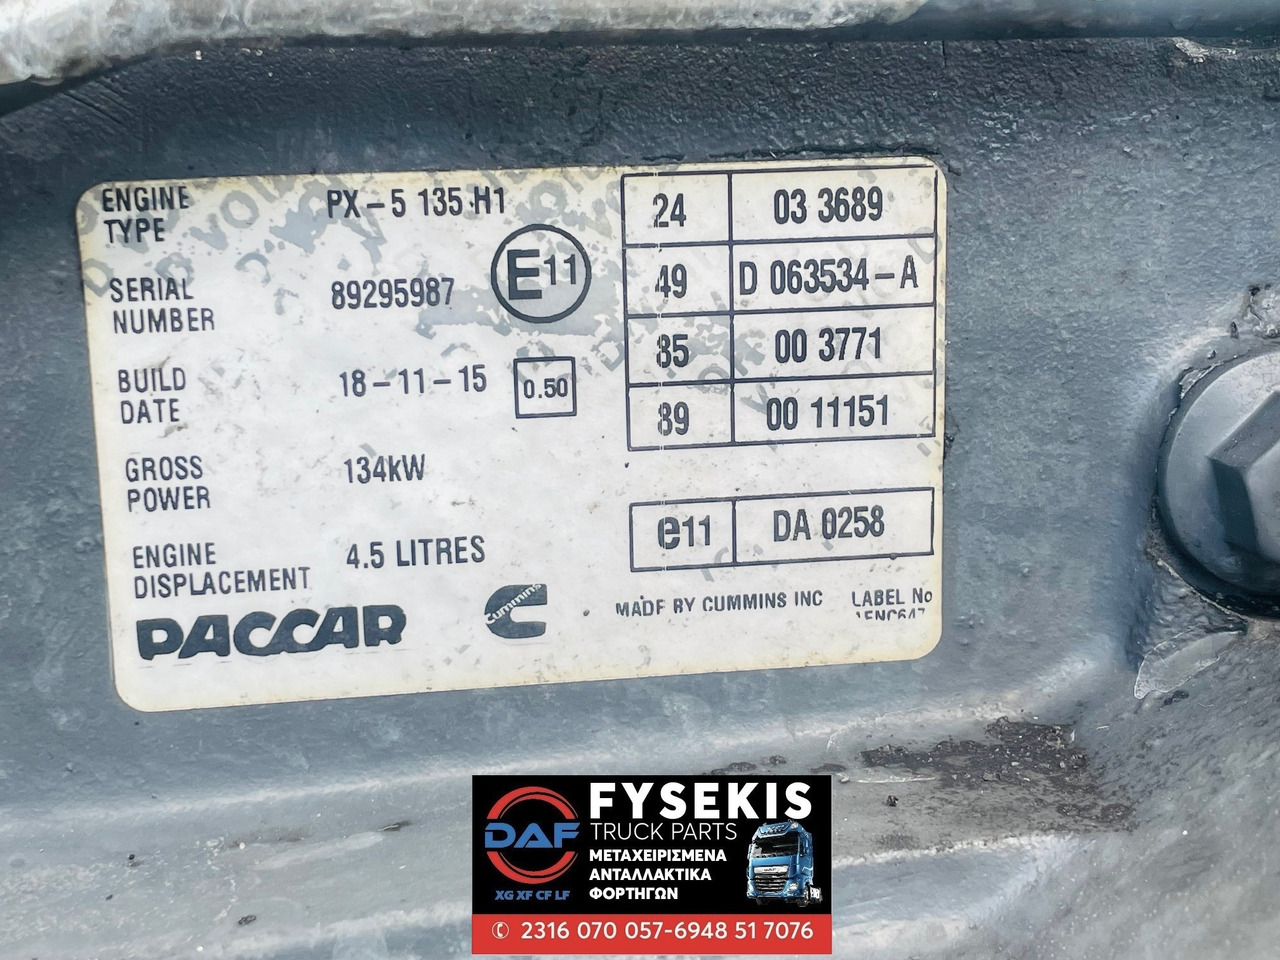 ENGINE TYPE PX-5 135 H1
SERIAL NUMBER 89295987
E11
BUILD DATE 18-11-15
0.50
GROSS POWER 134kW
ENGINE DISPLACEMENT 4.5 LITRES
24 03 3689
49 D 063534-A
85 00 3771
89 00 11151
e11 DA 0258
PACCAR
Cummins
MADE BY CUMMINS INC
LABEL No
DAF
XG XF CF LF
FYSEKIS
TRUCK PARTS
ΜΕΤΑΧΕΙΡΙΣΜΕΝΑ
ΑΝΤΑΛΛΑΚΤΙΚΑ
ΦΟΡΤΗΓΩΝ
2316 070 057-6948 51 7076